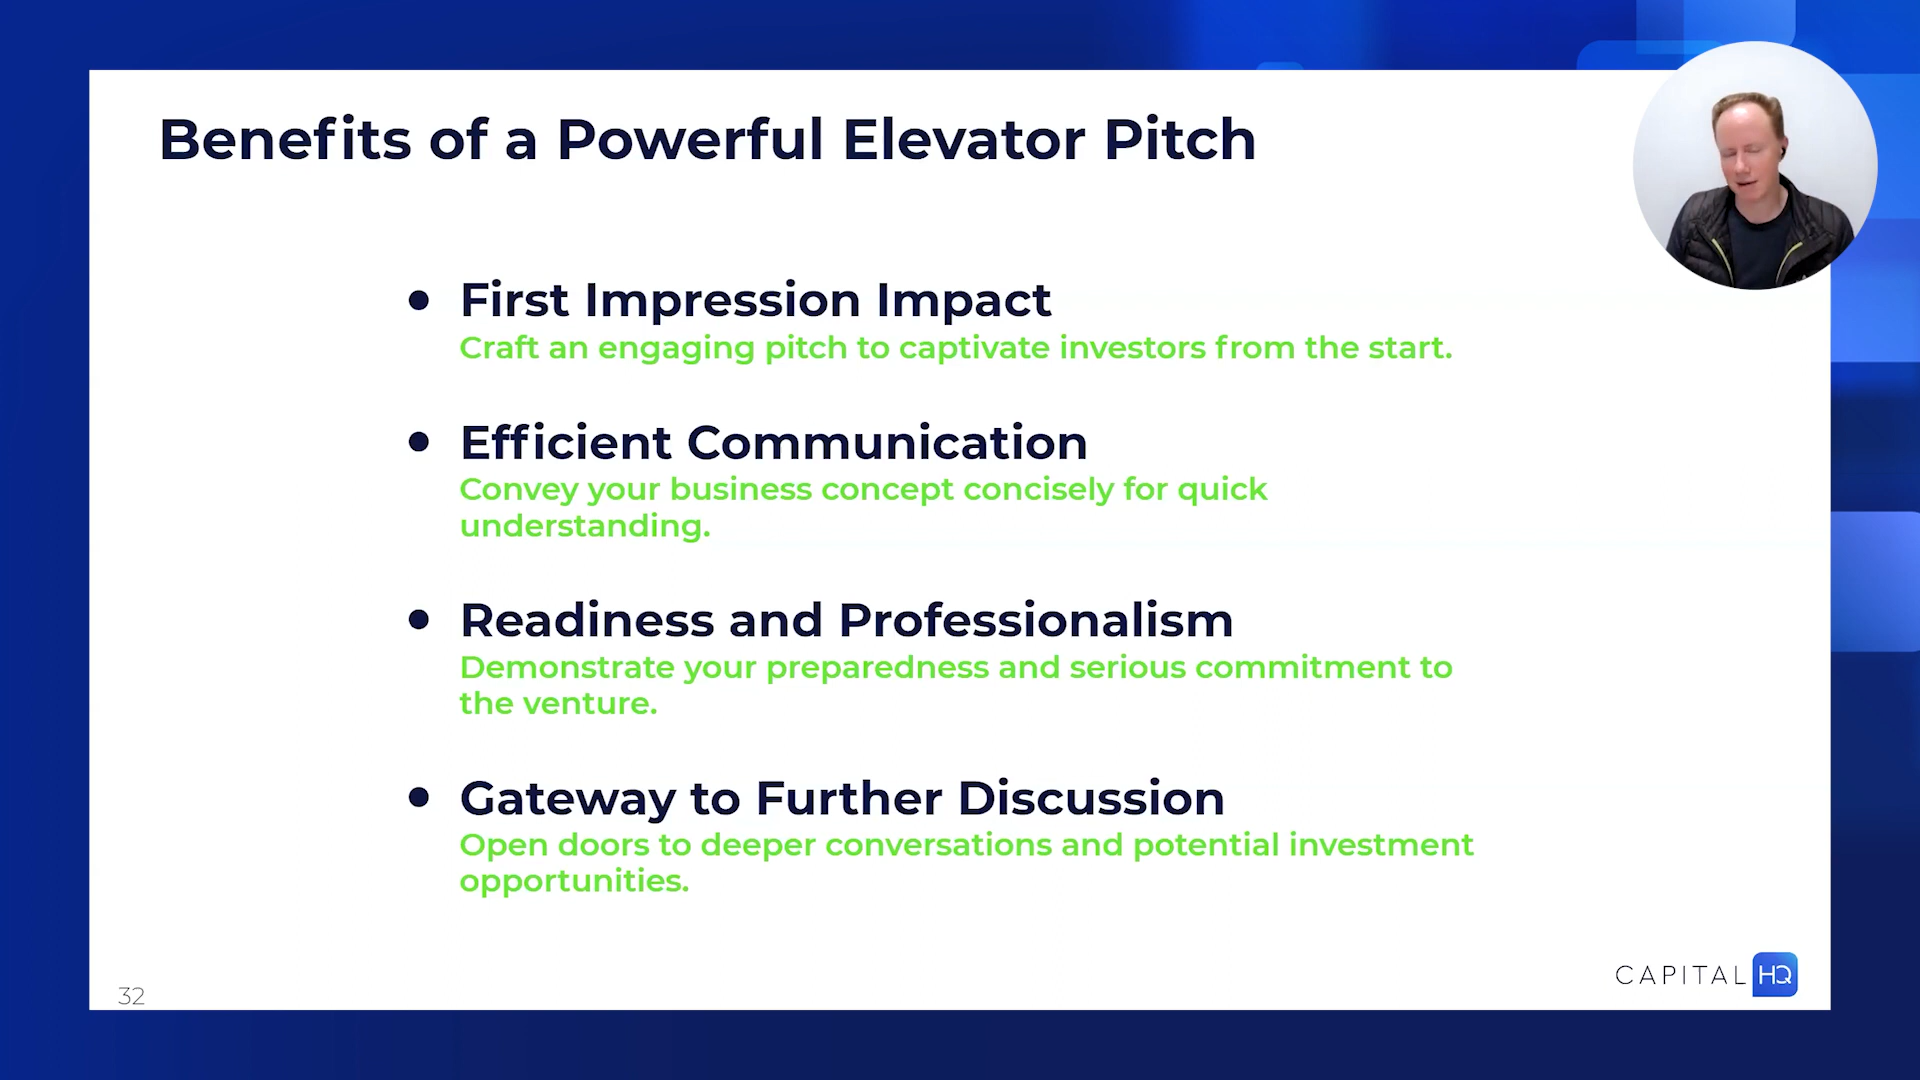 Benefits of a Powerful Elevator Pitch
• First Impression Impact
Craft an engaging pitch to captivate investors from the start.
• Efficient Communication
Convey your business concept concisely for quick
understanding.
• Readiness and Professionalism
Demonstrate your preparedness and serious commitment to
the venture.
• Gateway to Further Discussion
Open doors to deeper conversations and potential investment
opportunities.
CAPITAL HQ
32